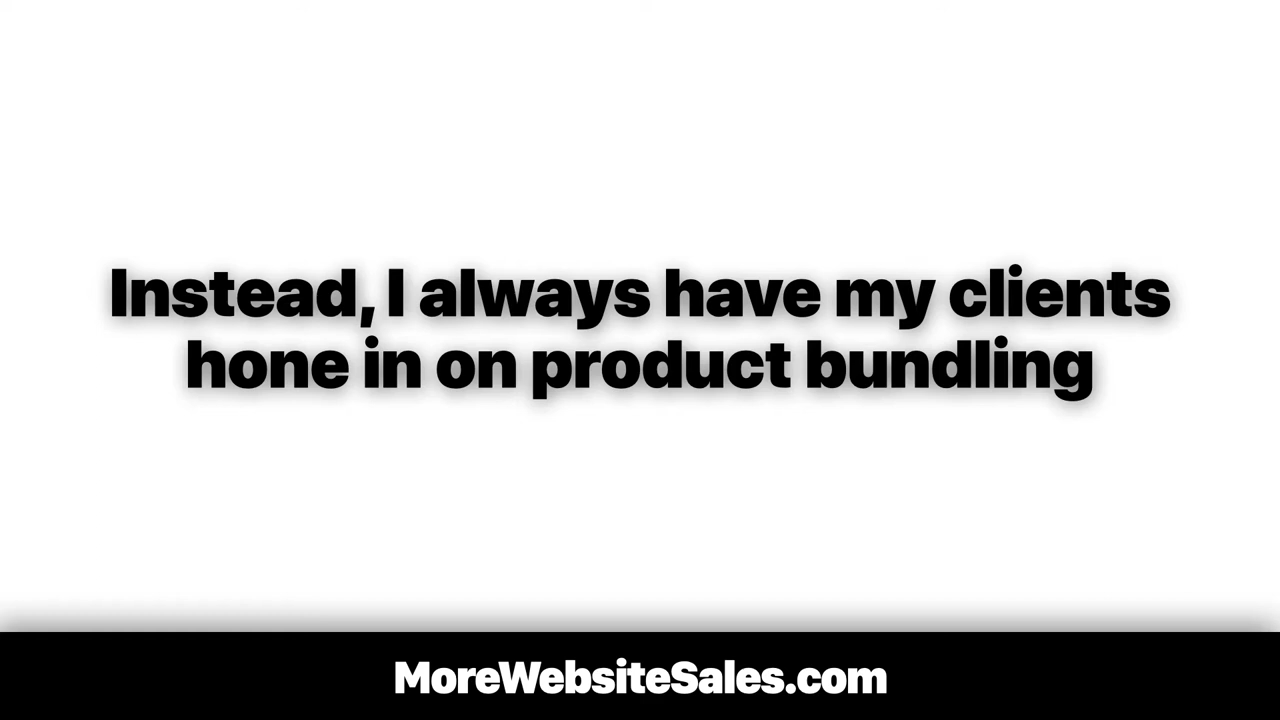 Instead, I always have my clients
hone in on product bundling
MoreWebsiteSales.com